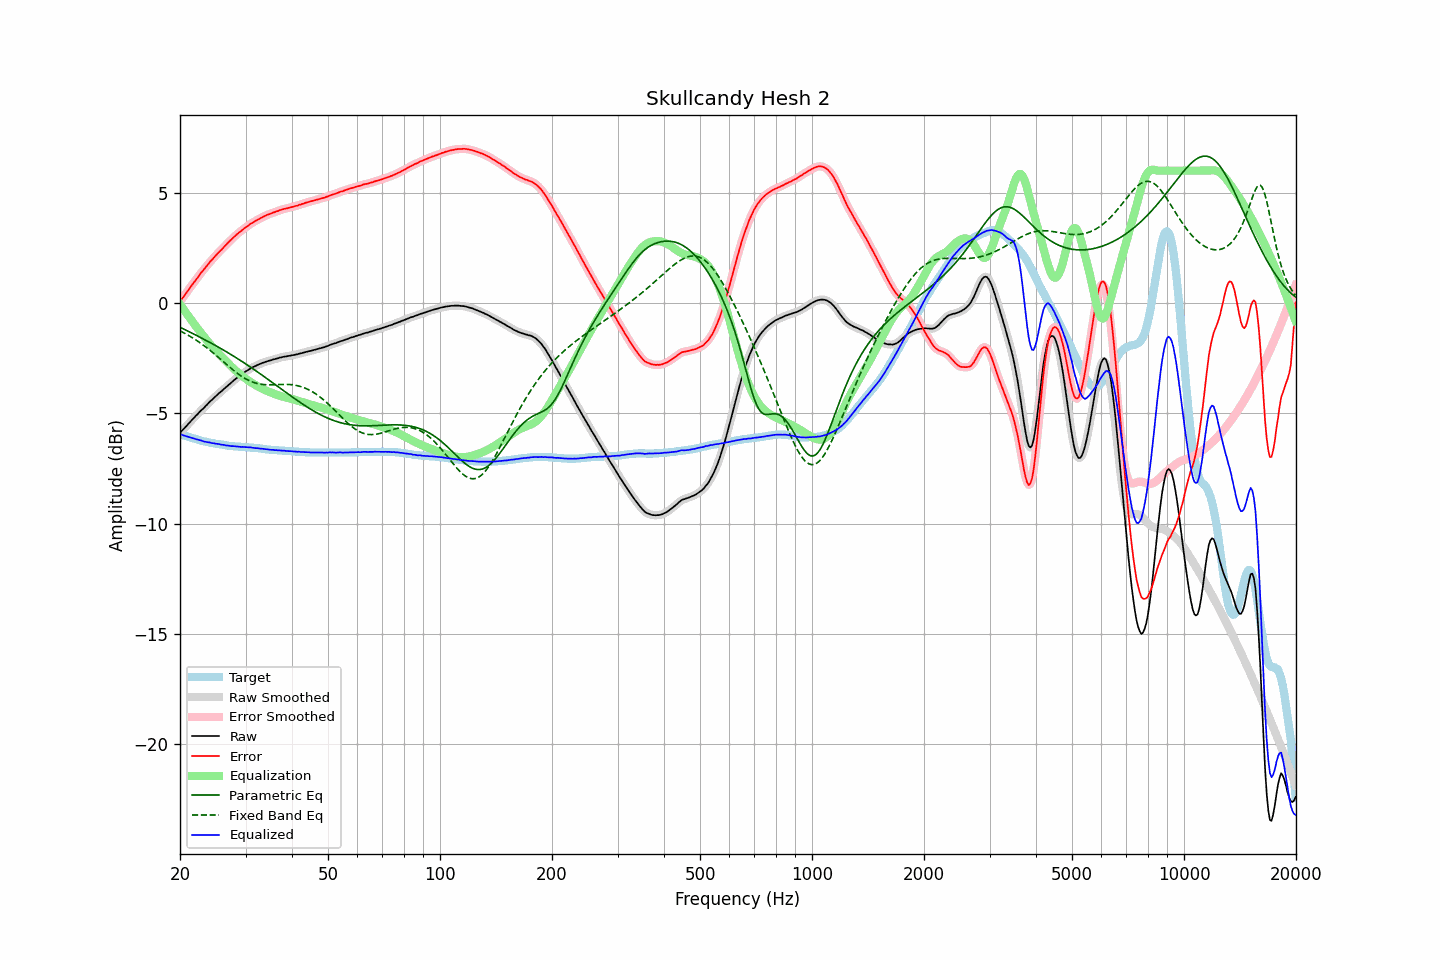 Skullcandy Hesh 2
Amplitude (dBr)
5
0
−5
−10
−15
−20
Target
Raw Smoothed
Error Smoothed
Raw
Error
Equalization
Parametric Eq
Fixed Band Eq
Equalized
20 50 100 200 500 1000 2000 5000 10000 20000
Frequency (Hz)